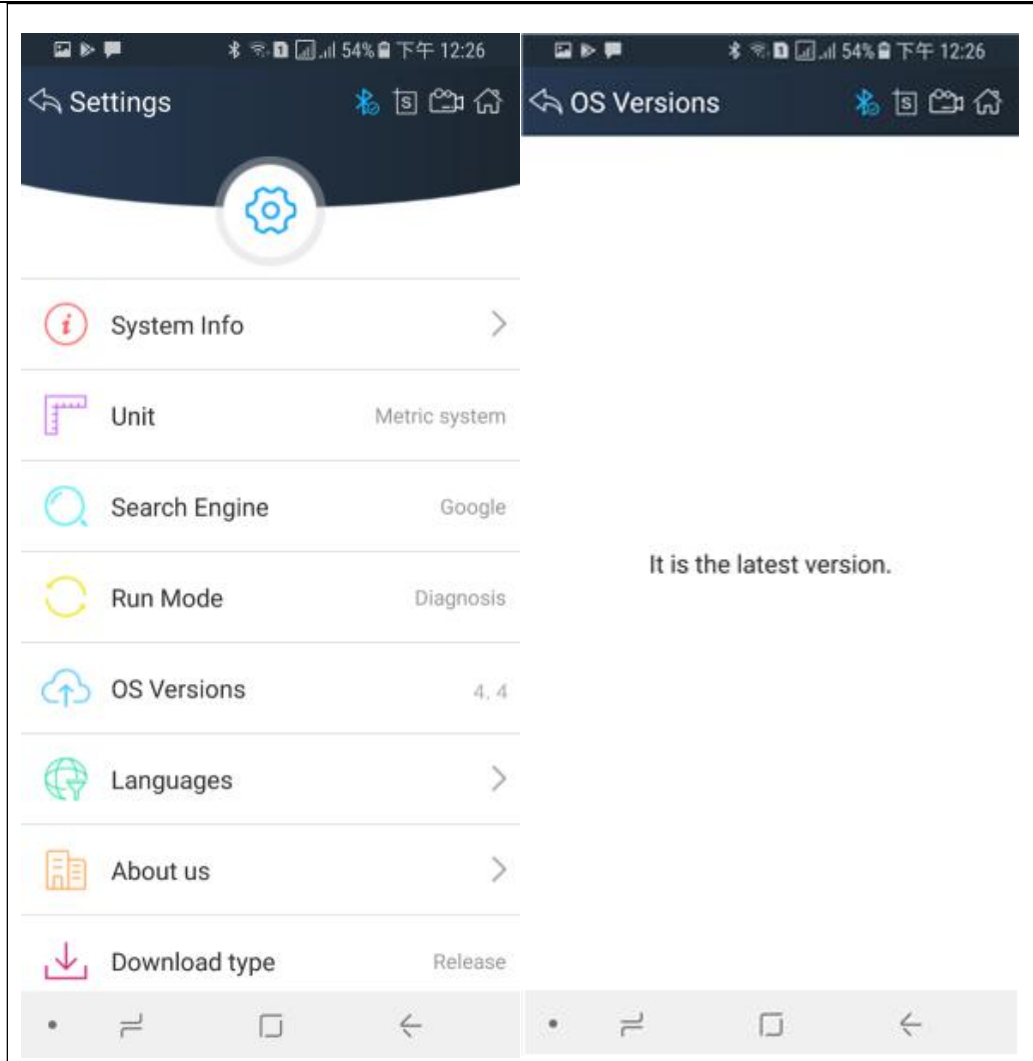 54% 下午 12:26
Settings
System Info
Unit Metric system
Search Engine Google
Run Mode Diagnosis
OS Versions 4. 4
Languages
About us
Download type Release
54% 下午 12:26
OS Versions
It is the latest version.